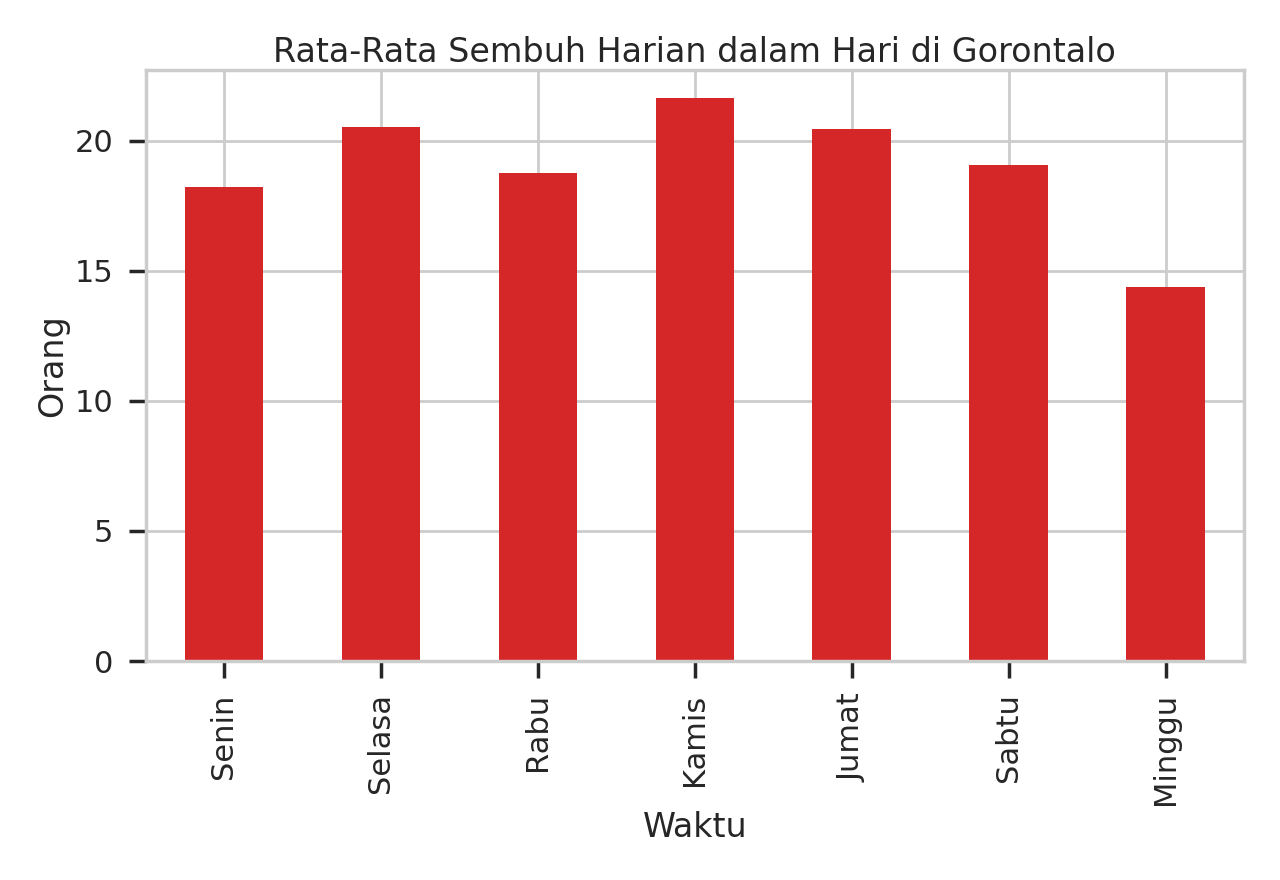 Rata-Rata Sembuh Harian dalam Hari di Gorontalo
Orang
20
15
10
5
0
Senin
Selasa
Rabu
Kamis
Jumat
Sabtu
Minggu
Waktu